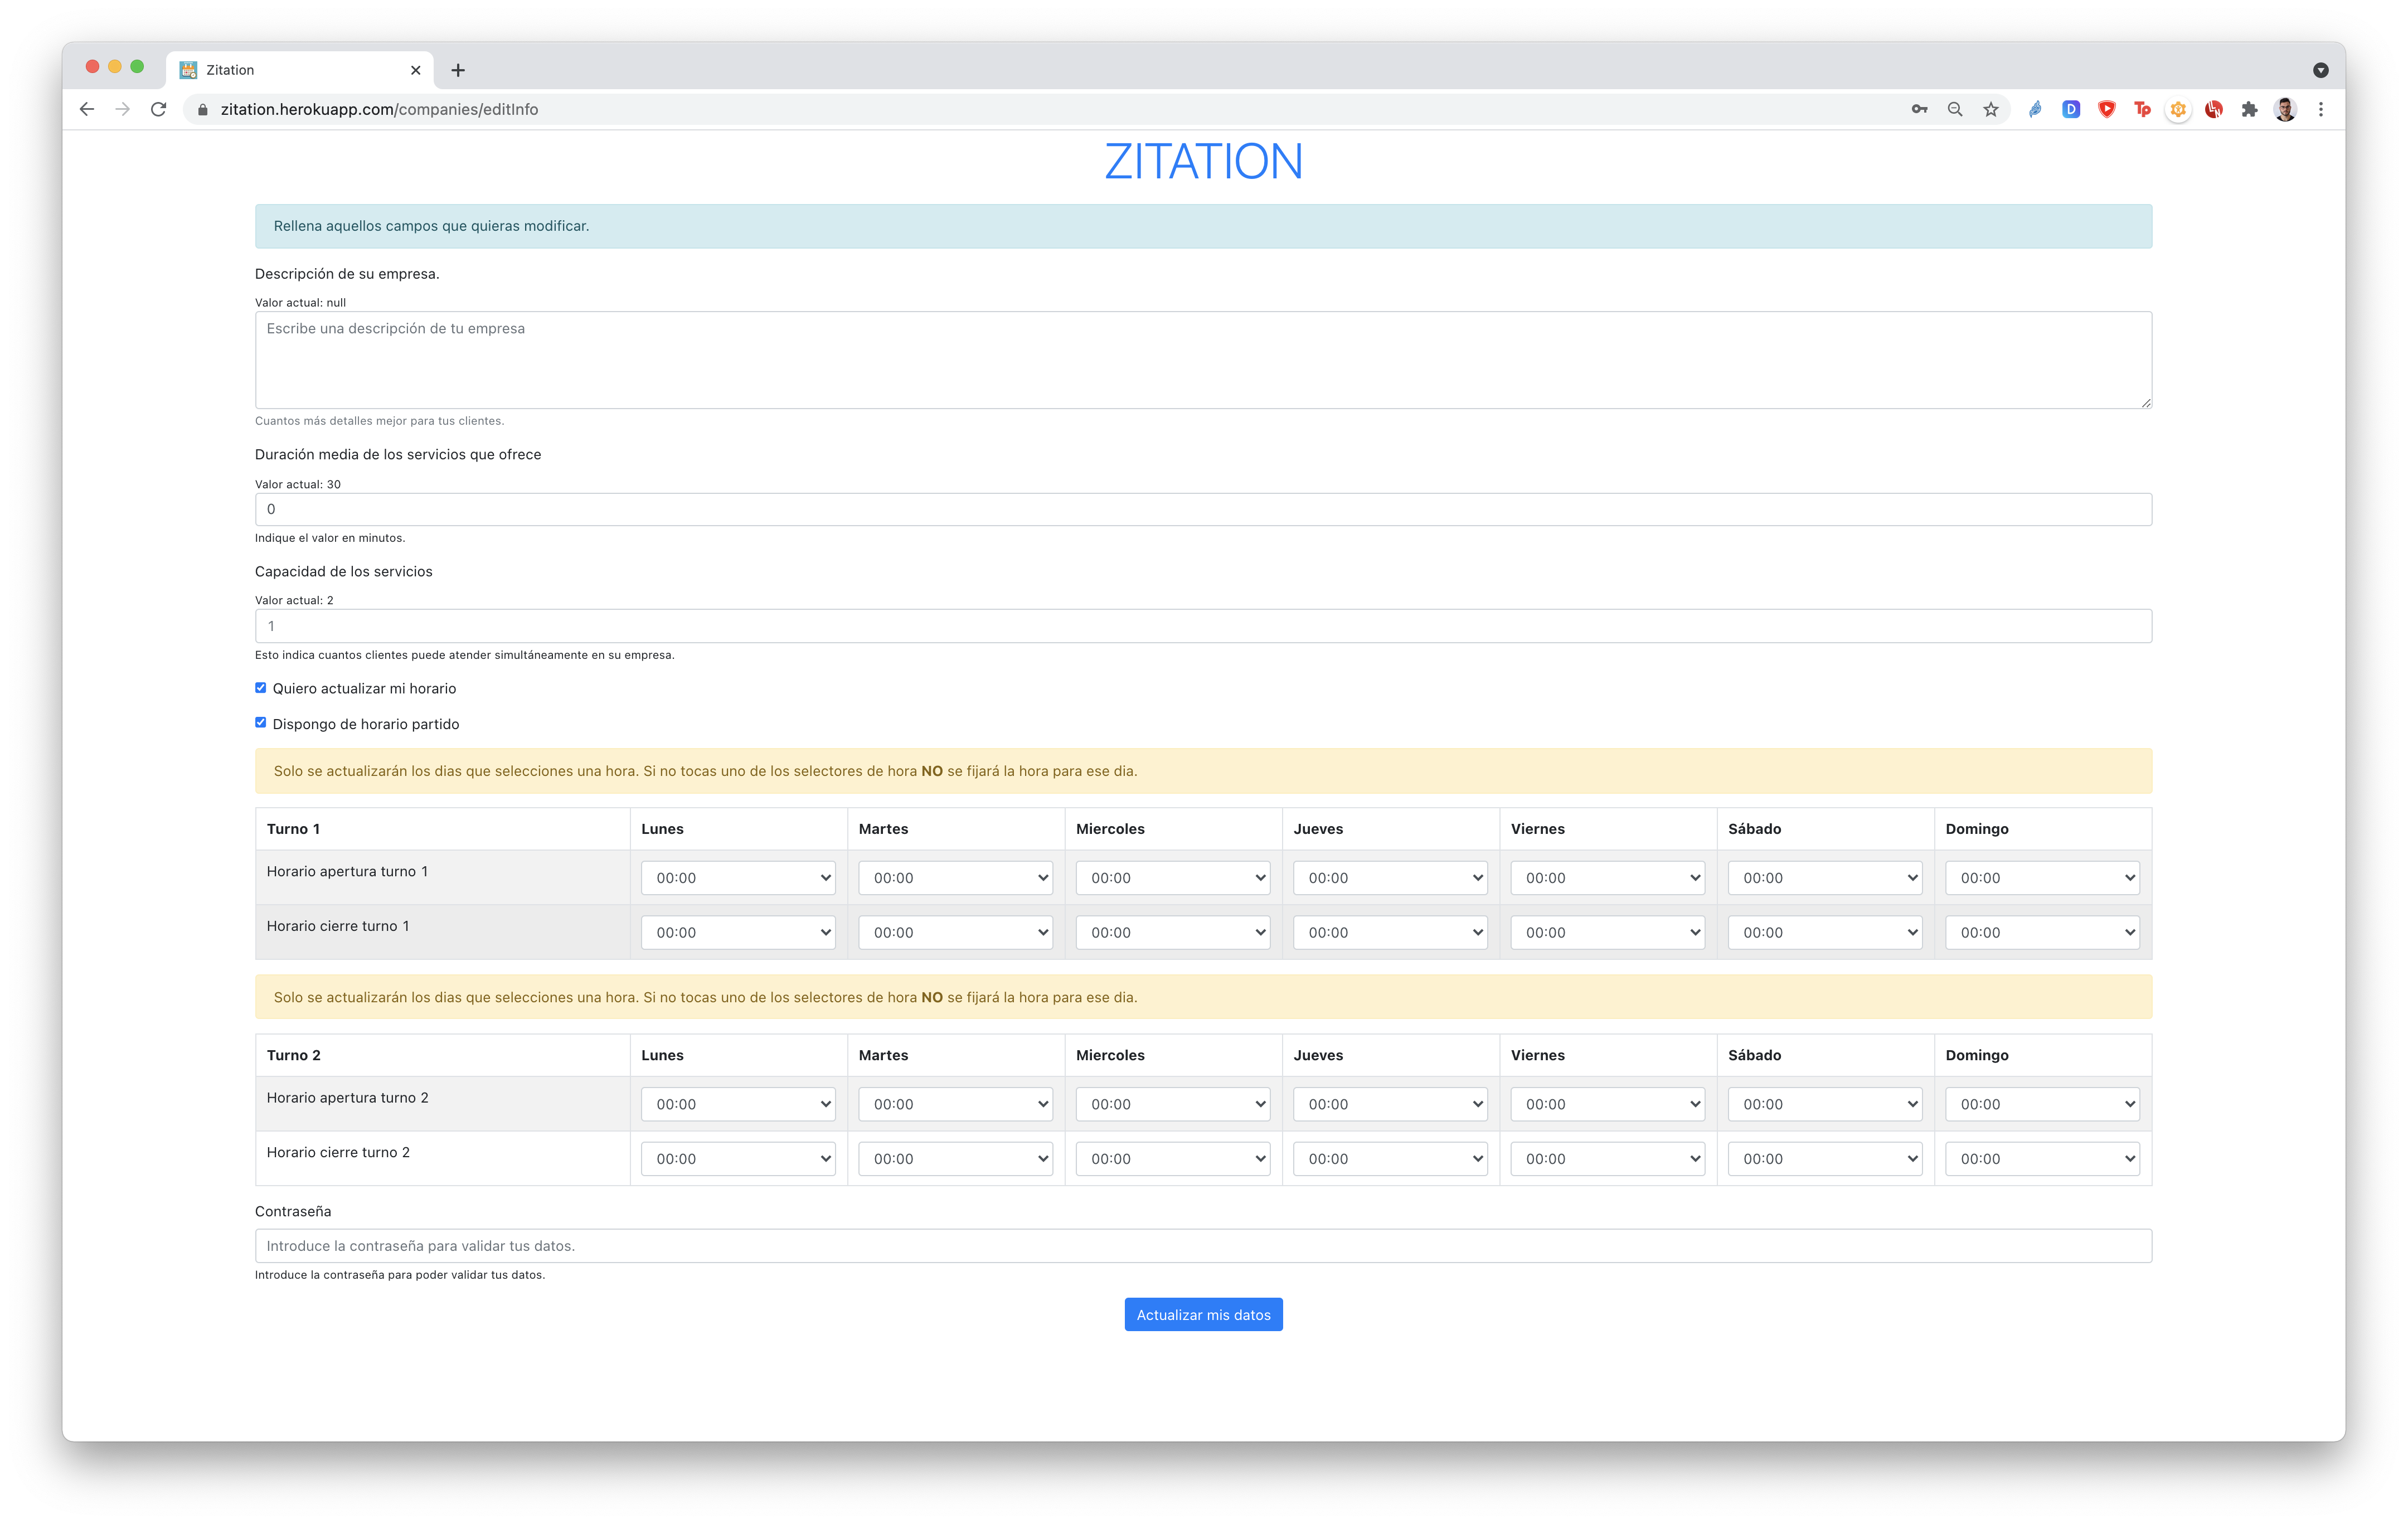 Zitation
zitation.herokuapp.com/companies/editInfo
ZITATION
Rellena aquellos campos que quieras modificar.
Descripción de su empresa.
Valor actual: null
Escribe una descripción de tu empresa
Cuantos más detalles mejor para tus clientes.
Duración media de los servicios que ofrece
Valor actual: 30
0
Indique el valor en minutos.
Capacidad de los servicios
Valor actual: 2
1
Esto indica cuantos clientes puede atender simultáneamente en su empresa.
Quiero actualizar mi horario
Dispongo de horario partido
Solo se actualizarán los dias que selecciones una hora. Si no tocas uno de los selectores de hora NO se fijará la hora para ese dia.
Turno 1 Lunes Martes Miercoles Jueves Viernes Sábado Domingo
Horario apertura turno 1 00:00 00:00 00:00 00:00 00:00 00:00 00:00
Horario cierre turno 1 00:00 00:00 00:00 00:00 00:00 00:00 00:00
Solo se actualizarán los dias que selecciones una hora. Si no tocas uno de los selectores de hora NO se fijará la hora para ese dia.
Turno 2 Lunes Martes Miercoles Jueves Viernes Sábado Domingo
Horario apertura turno 2 00:00 00:00 00:00 00:00 00:00 00:00 00:00
Horario cierre turno 2 00:00 00:00 00:00 00:00 00:00 00:00 00:00
Contraseña
Introduce la contraseña para validar tus datos.
Introduce la contraseña para poder validar tus datos.
Actualizar mis datos